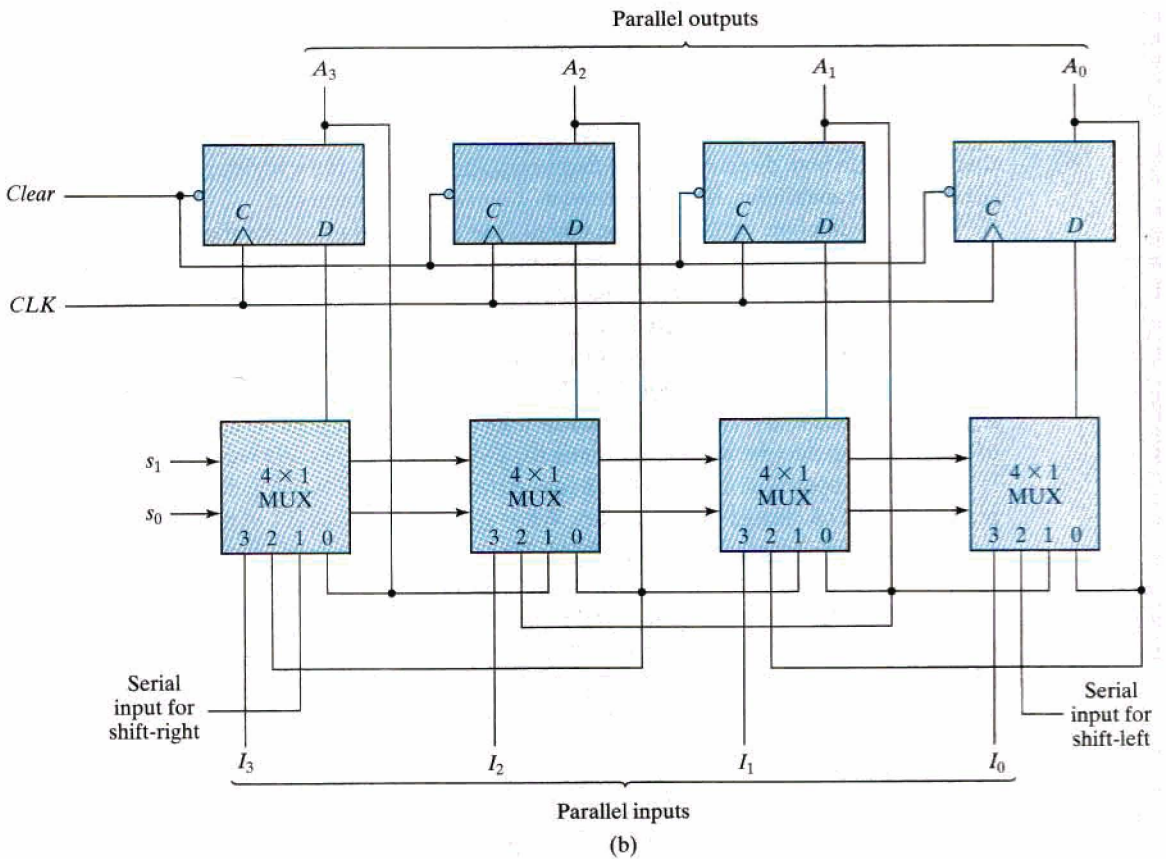 Parallel outputs
A₃ A₂ A₁ A₀
Clear
C D C D C D C D
CLK
s₁
s₀
4 × 1 4 × 1 4 × 1 4 × 1
MUX MUX MUX MUX
3 2 1 0 3 2 1 0 3 2 1 0 3 2 1 0
Serial
input for
shift-right
Serial
input for
shift-left
I₃ I₂ I₁ I₀
Parallel inputs
(b)